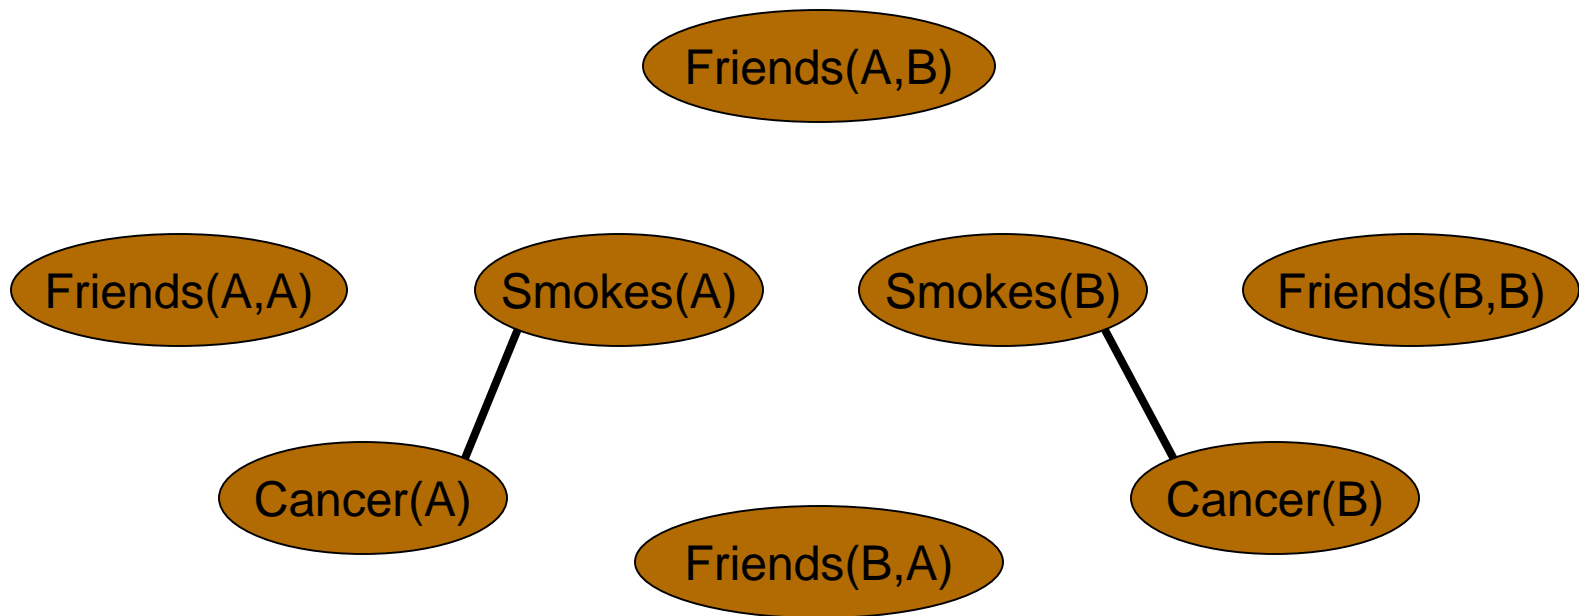 Friends(A,B)
Friends(A,A)
Smokes(A)
Smokes(B)
Friends(B,B)
Cancer(A)
Cancer(B)
Friends(B,A)